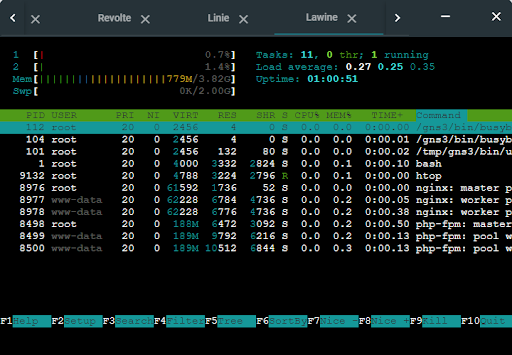 Revolte Linie Lawine
1 [| 0.7%] Tasks: 11, 0 thr; 1 running
2 [| 1.4%] Load average: 0.27 0.25 0.35
Mem[||||||||||||||||||||||779M/3.82G] Uptime: 01:00:51
Swp[ 0K/2.00G]
PID USER PRI NI VIRT RES SHR S CPU% MEM% TIME+ Command
112 root 20 0 2456 4 0 S 0.0 0.0 0:00.00 /gns3/bin/busyb
104 root 20 0 2456 4 0 S 0.0 0.0 0:00.01 /gns3/bin/busyb
101 root 20 0 2456 132 80 S 0.0 0.0 0:00.02 /tmp/gns3/bin/u
1 root 20 0 4000 3332 2824 S 0.0 0.1 0:00.10 bash
9132 root 20 0 4788 3224 2796 R 0.0 0.1 0:00.00 htop
8976 root 20 0 61592 1736 52 S 0.0 0.0 0:00.00 nginx: master p
8977 www-data 20 0 62228 6784 4736 S 0.0 0.2 0:00.05 nginx: worker p
8978 www-data 20 0 62228 6776 4736 S 0.0 0.2 0:00.38 nginx: worker p
8498 root 20 0 188M 6472 3092 S 0.0 0.2 0:00.50 php-fpm: master
8499 www-data 20 0 189M 9792 6216 S 0.0 0.2 0:00.13 php-fpm: pool w
8500 www-data 20 0 188M 10512 6844 S 0.0 0.3 0:00.13 php-fpm: pool w
F1Help F2Setup F3Search F4Filter F5Tree F6SortBy F7Nice - F8Nice + F9Kill F10Quit